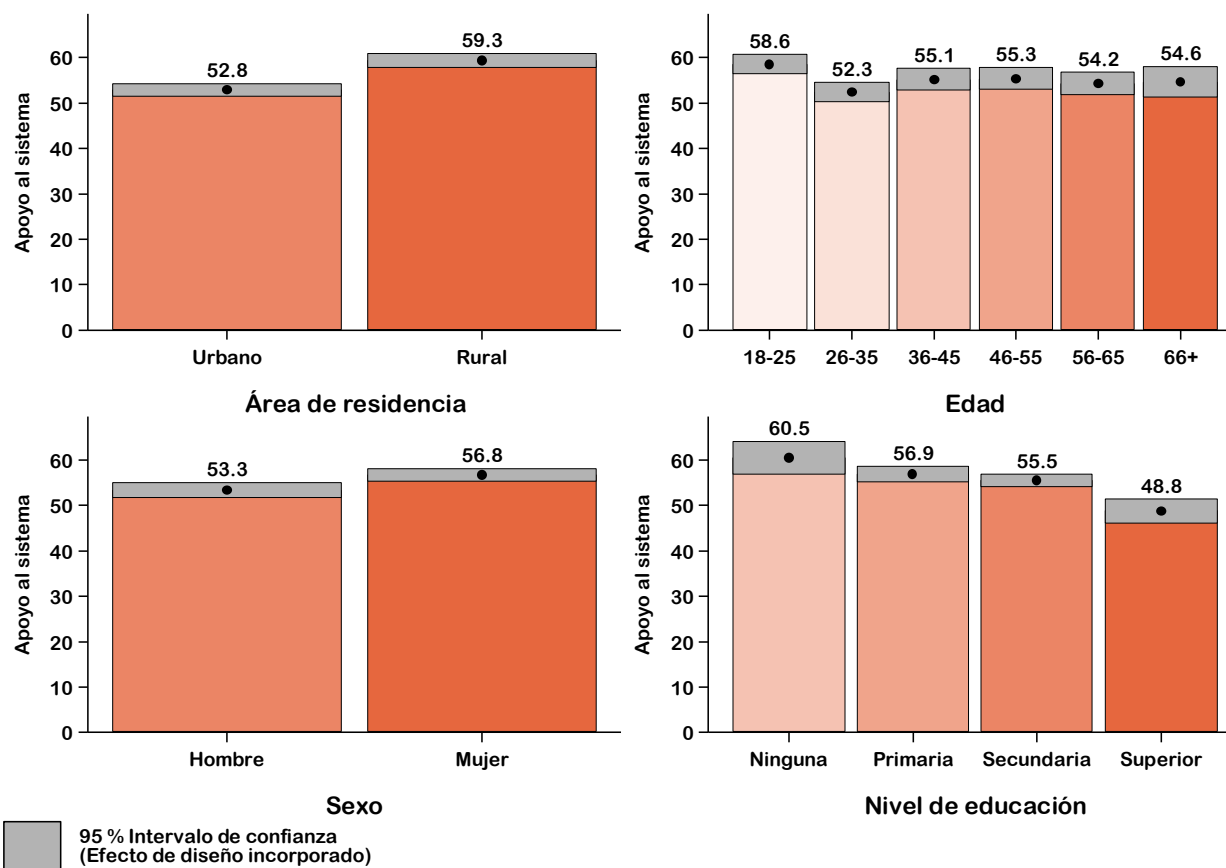 Apoyo al sistema
60
50
40
30
20
10
0
52.8
59.3
Urbano
Rural
Área de residencia
Apoyo al sistema
60
50
40
30
20
10
0
58.6
52.3
55.1
55.3
54.2
54.6
18-25
26-35
36-45
46-55
56-65
66+
Edad
Apoyo al sistema
60
50
40
30
20
10
0
53.3
56.8
Hombre
Mujer
Sexo
Apoyo al sistema
60
50
40
30
20
10
0
60.5
56.9
55.5
48.8
Ninguna
Primaria
Secundaria
Superior
Nivel de educación
95 % Intervalo de confianza
(Efecto de diseño incorporado)